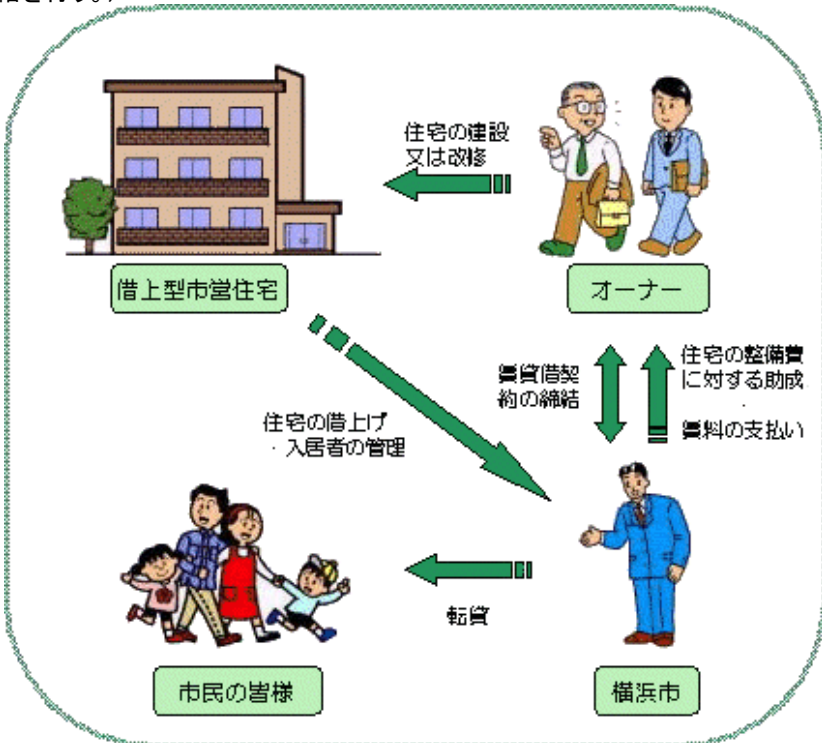 住宅の建設
又は改修
借上型市営住宅
オーナー
賃貸借契
約の締結
住宅の整備費
に対する助成
・
賃料の支払い
住宅の借上げ
・入居者の管理
転貸
市民の皆様
横浜市